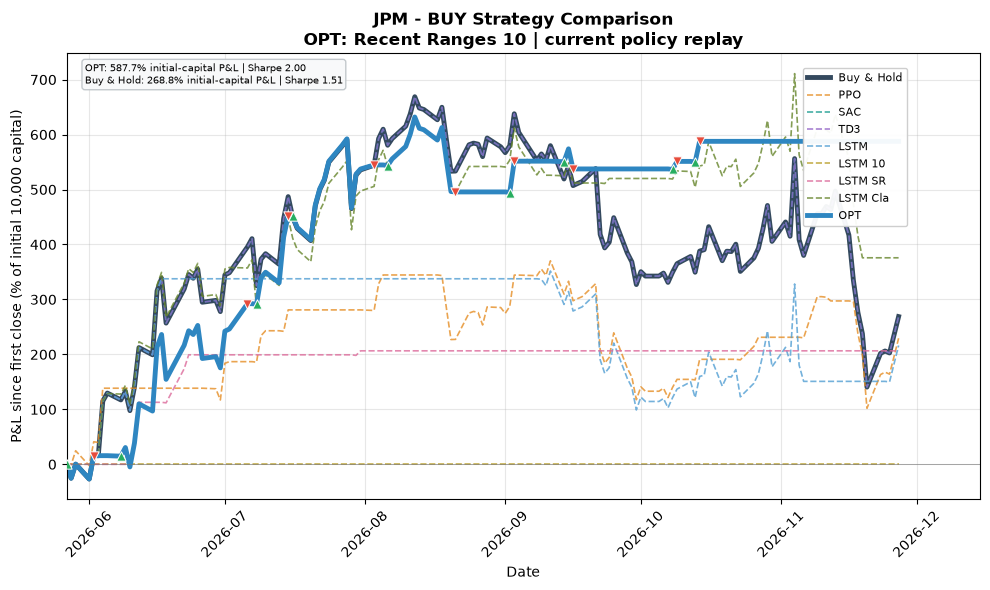 JPM - BUY Strategy Comparison
OPT: Recent Ranges 10 | current policy replay
OPT: 587.7% initial-capital P&L | Sharpe 2.00
Buy & Hold: 268.8% initial-capital P&L | Sharpe 1.51
Buy & Hold
PPO
SAC
TD3
LSTM
LSTM 10
LSTM SR
LSTM Cla
OPT
P&L since first close (% of initial 10,000 capital)
700
600
500
400
300
200
100
0
2026-06
2026-07
2026-08
2026-09
2026-10
2026-11
2026-12
Date